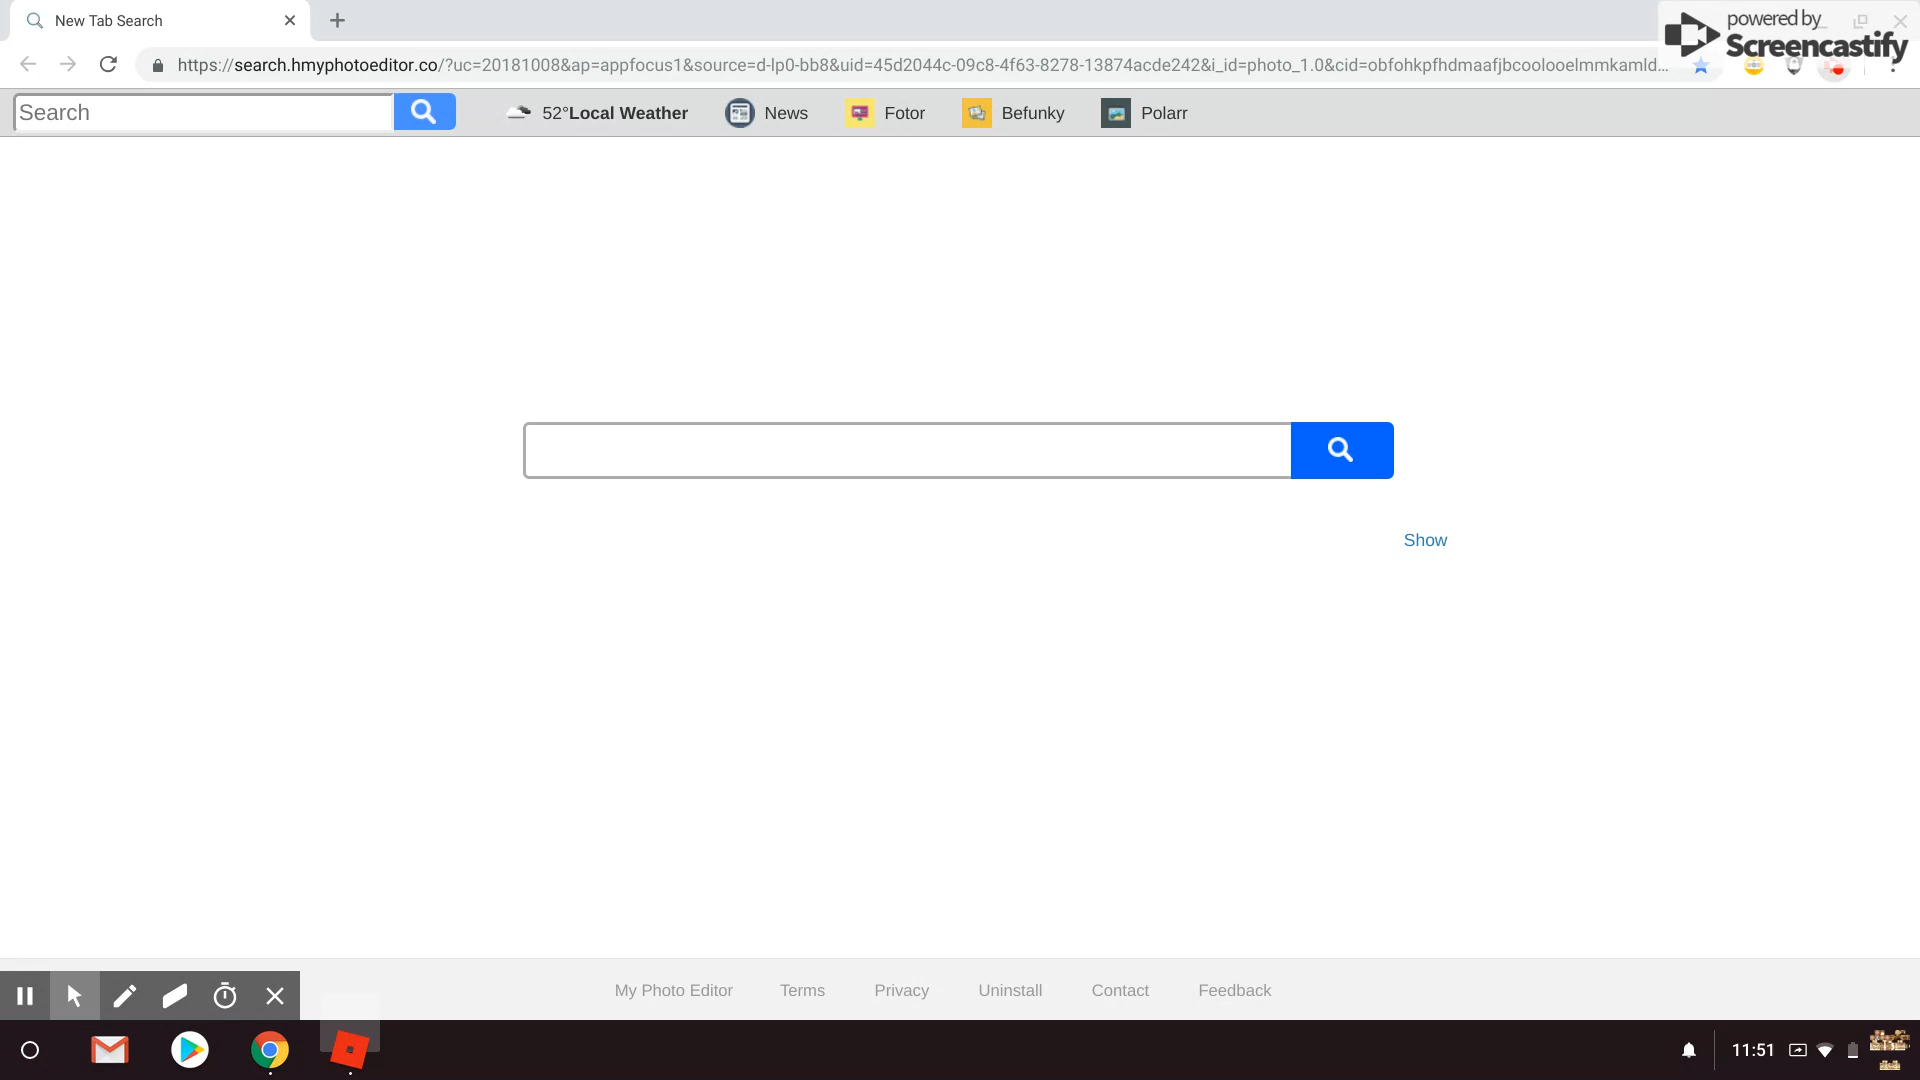 New Tab Search
powered by
Screencastify
https://search.hmyphotoeditor.co/?uc=20181008&ap=appfocus1&source=d-lp0-bb8&uid=45d2044c-09c8-4f63-8278-13874acde242&i_id=photo_1.0&cid=obfohkpfhdmaafjbcoolooelmmkamld...
Search
52°Local Weather
News
Fotor
Befunky
Polarr
Show
My Photo Editor
Terms
Privacy
Uninstall
Contact
Feedback
11:51